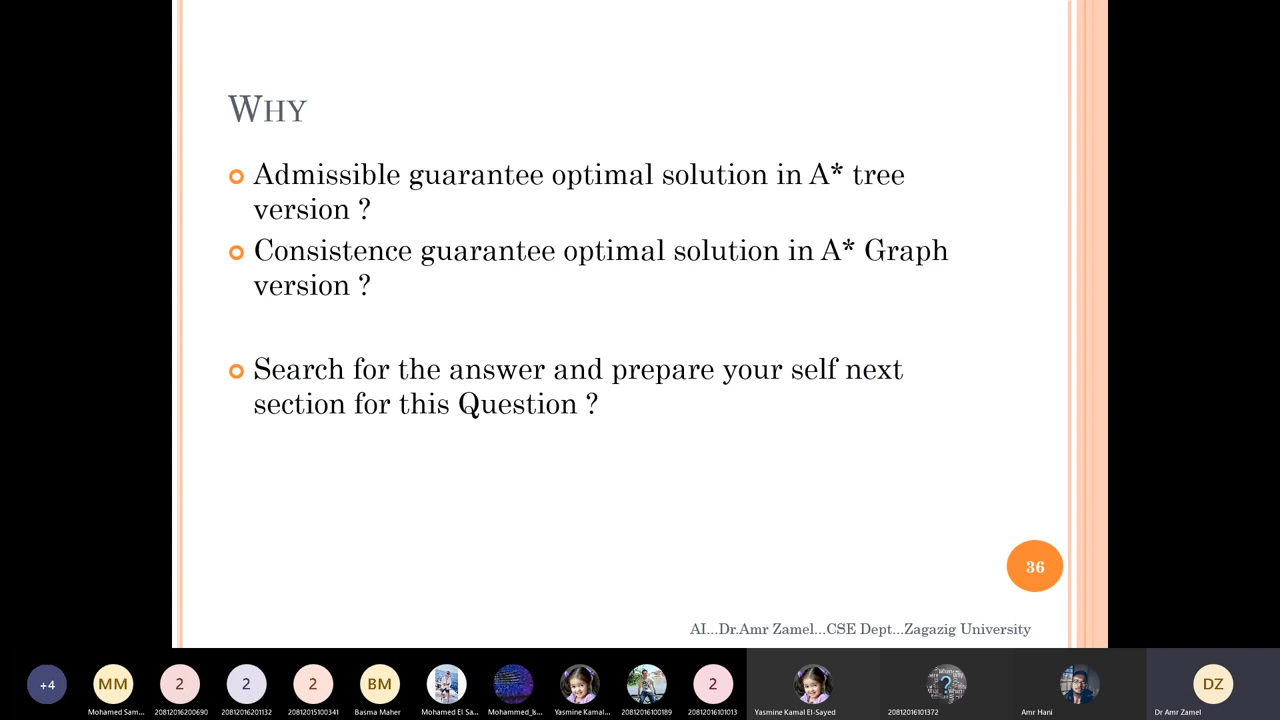 WHY
Admissible guarantee optimal solution in A* tree
version ?
Consistence guarantee optimal solution in A* Graph
version ?
Search for the answer and prepare your self next
section for this Question ?
36
AI...Dr.Amr Zamel...CSE Dept...Zagazig University
+4
MM
2
2
2
BM
2
DZ
Mohamed Sam...
20812016200690
20812016201132
20812015100341
Basma Maher
Mohamed El Sa...
Mohammed_Is...
Yasmine Kamal...
20812016100189
20812016101013
Yasmine Kamal El-Sayed
20812016101372
Amr Hani
Dr Amr Zamel